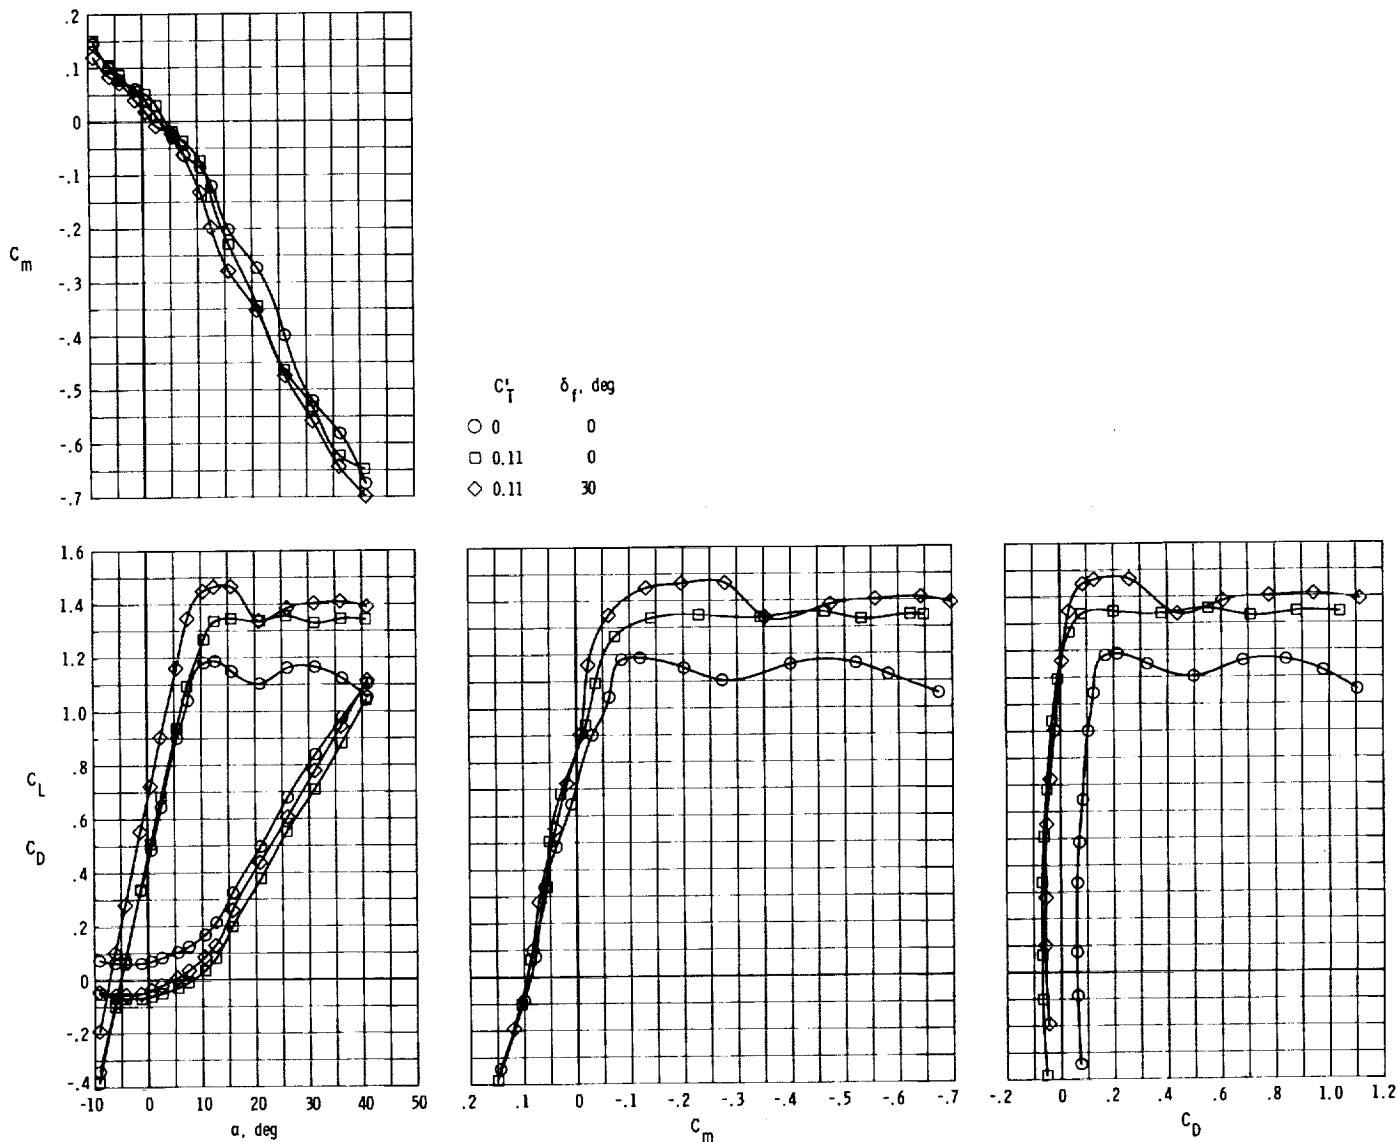 .2
.1
0
-.1
-.2
-.3
-.4
-.5
-.6
-.7
C_m
C'_T δ_f, deg
0 0
0.11 0
0.11 30
1.6
1.4
1.2
1.0
.8
.6
.4
.2
0
-.2
-.4
C_L
C_D
-10 0 10 20 30 40 50
α, deg
.2 .1 0 -.1 -.2 -.3 -.4 -.5 -.6 -.7
C_m
-.2 0 .2 .4 .6 .8 1.0 1.2
C_D